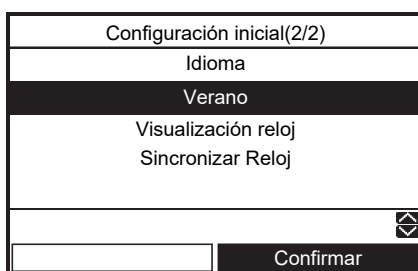 Configuración inicial(2/2)
Idioma
Verano
Visualización reloj
Sincronizar Reloj
Confirmar